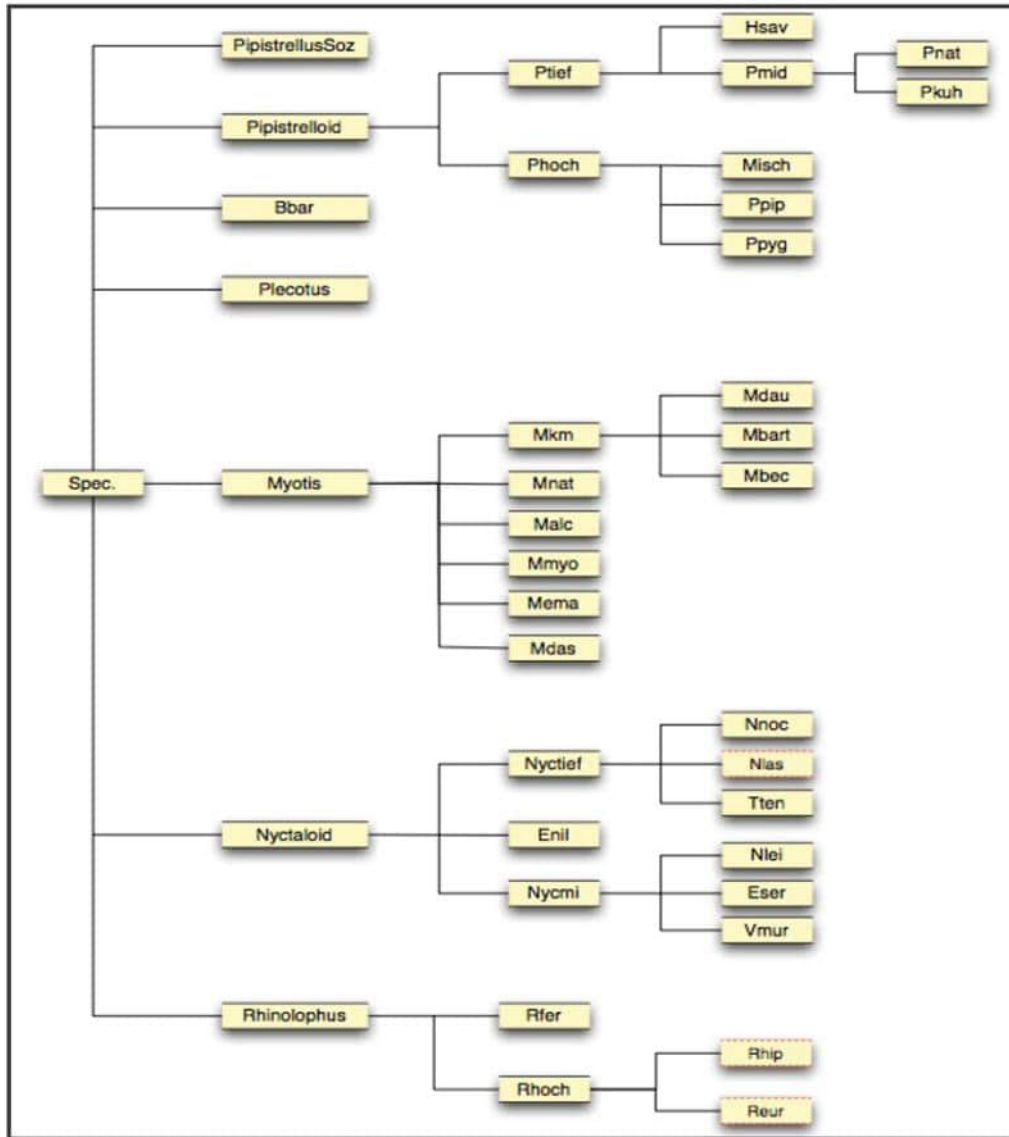 PipistrellusSoz
Pipistrelloid
Ptief
Hsav
Pmid
Pnat
Pkuh
Phoch
Misch
Ppip
Ppyg
Bbar
Plecotus
Spec.
Myotis
Mkm
Mdau
Mbart
Mbec
Mnat
Malc
Mmyo
Mema
Mdas
Nyctaloid
Nyctief
Nnoc
Nlas
Tten
Enil
Nycmi
Nlei
Eser
Vmur
Rhinolophus
Rfer
Rhoch
Rhip
Reur